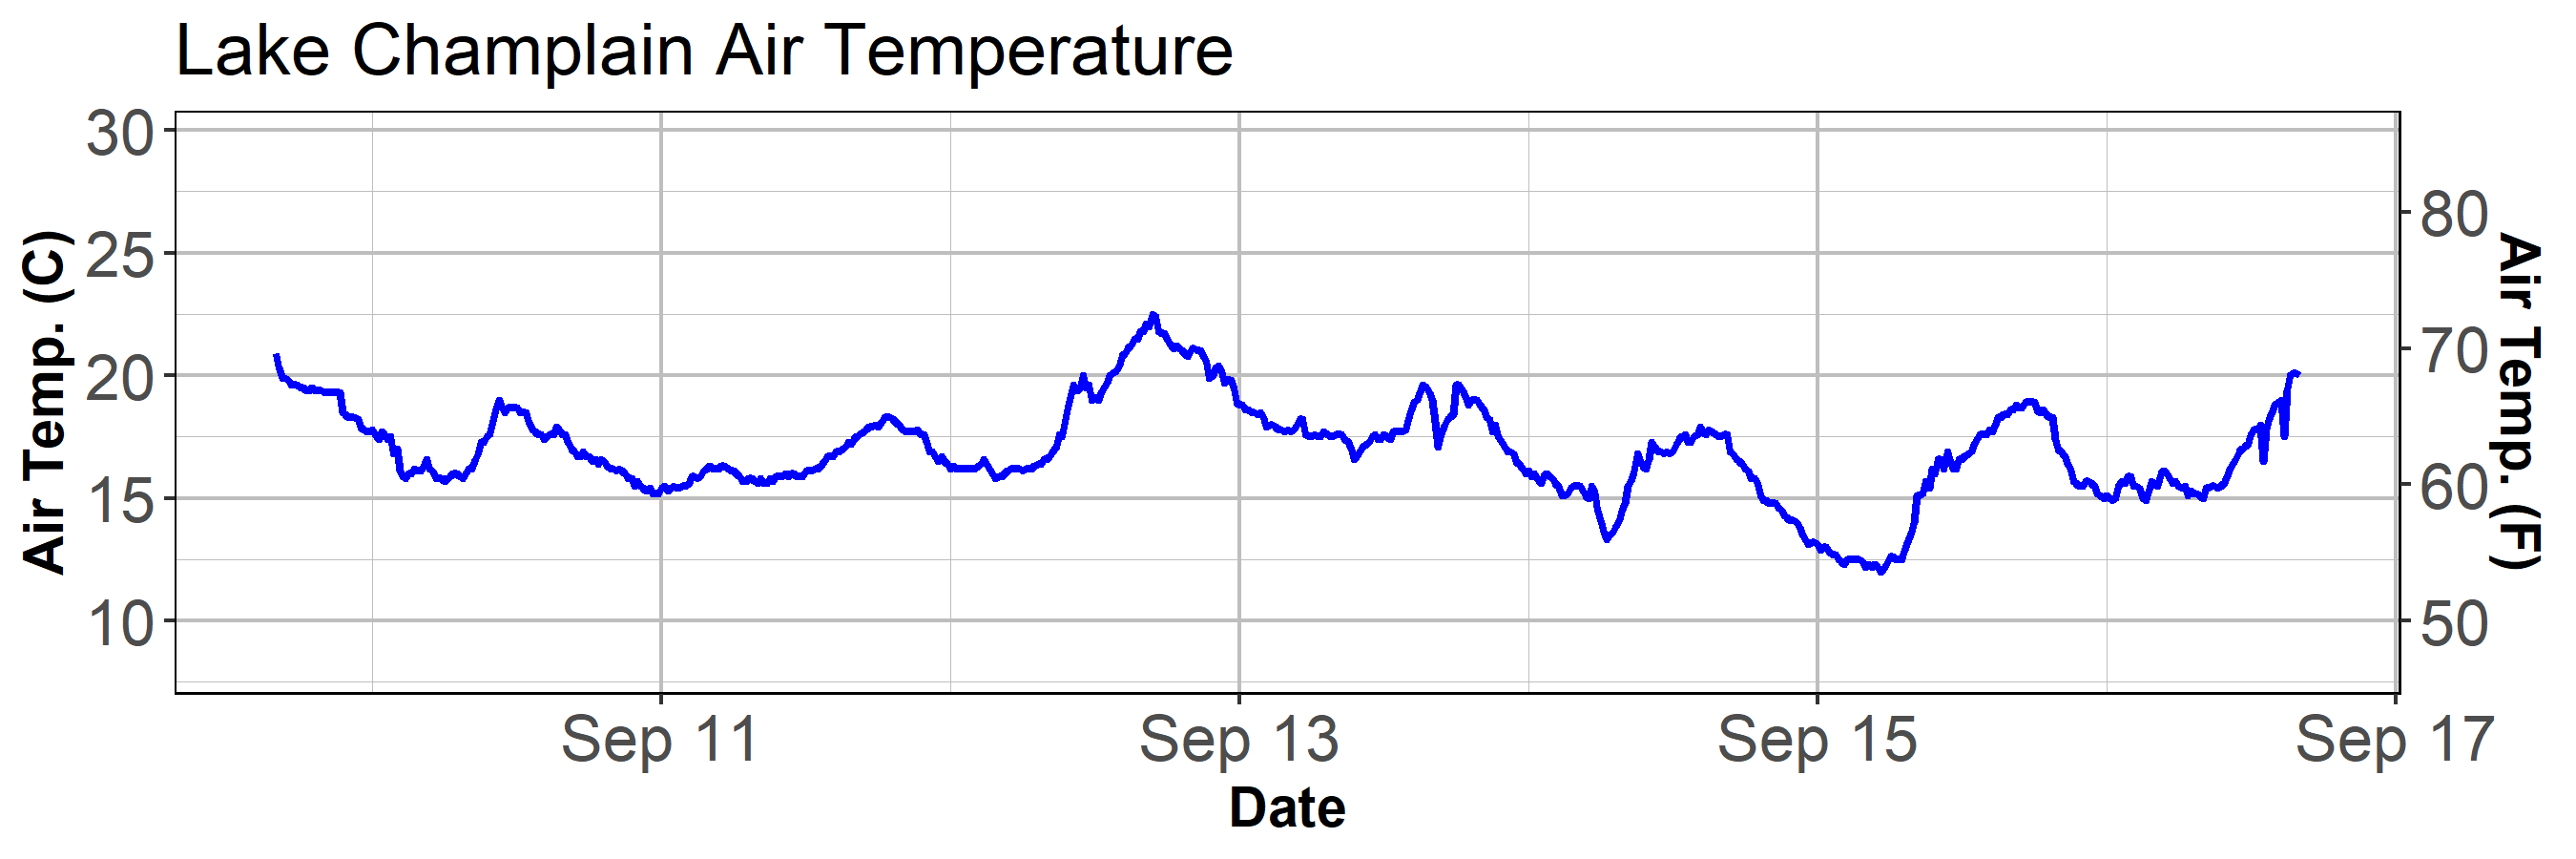 Lake Champlain Air Temperature
30
25
20
15
10
Air Temp. (C)
80
70
60
50
Air Temp. (F)
Sep 11
Sep 13
Sep 15
Sep 17
Date